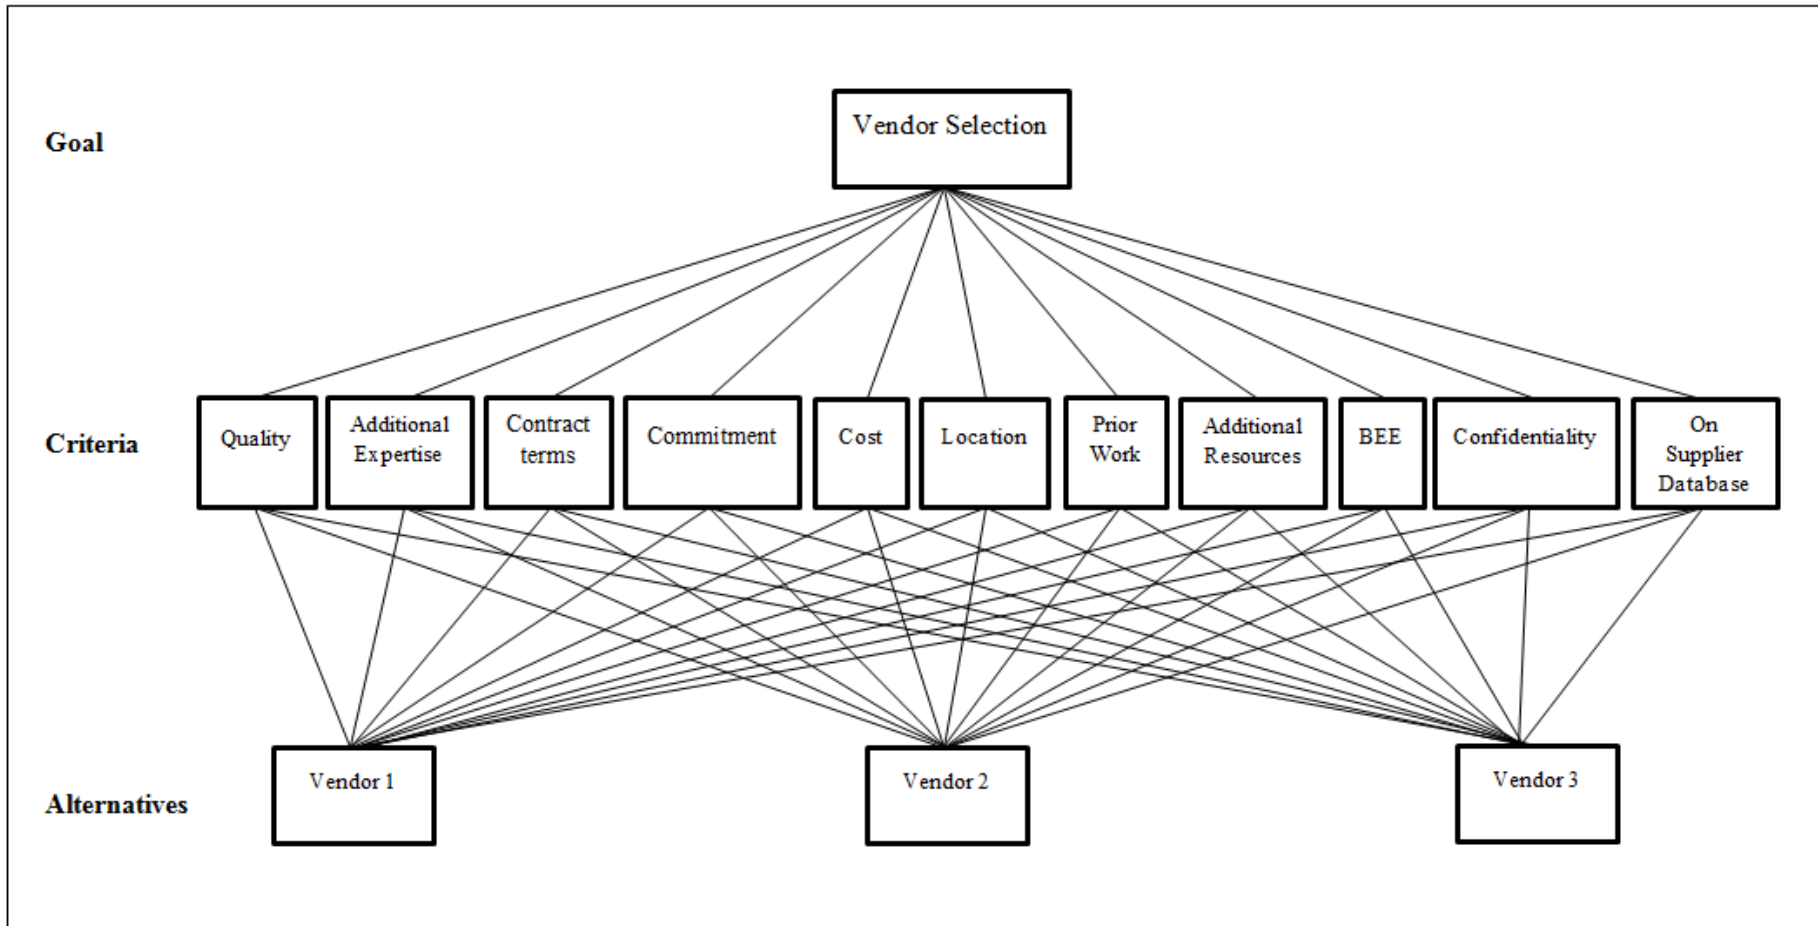 Goal
Vendor Selection
Criteria
Quality
Additional
Expertise
Contract
terms
Commitment
Cost
Location
Prior
Work
Additional
Resources
BEE
Confidentiality
On
Supplier
Database
Alternatives
Vendor 1
Vendor 2
Vendor 3